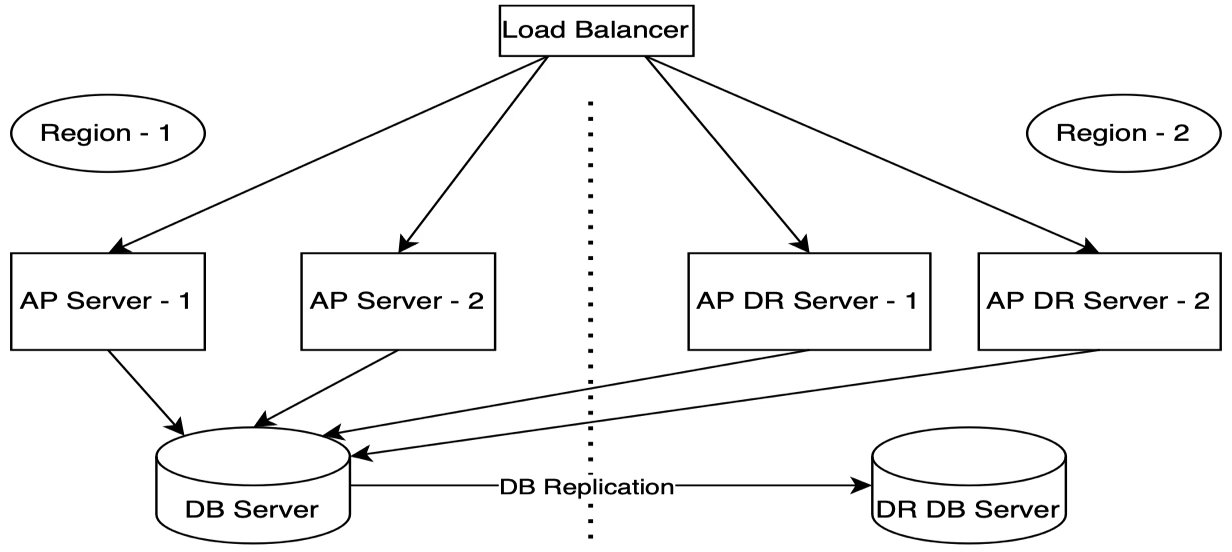 Load Balancer
Region - 1
Region - 2
AP Server - 1
AP Server - 2
AP DR Server - 1
AP DR Server - 2
DB Replication
DB Server
DR DB Server